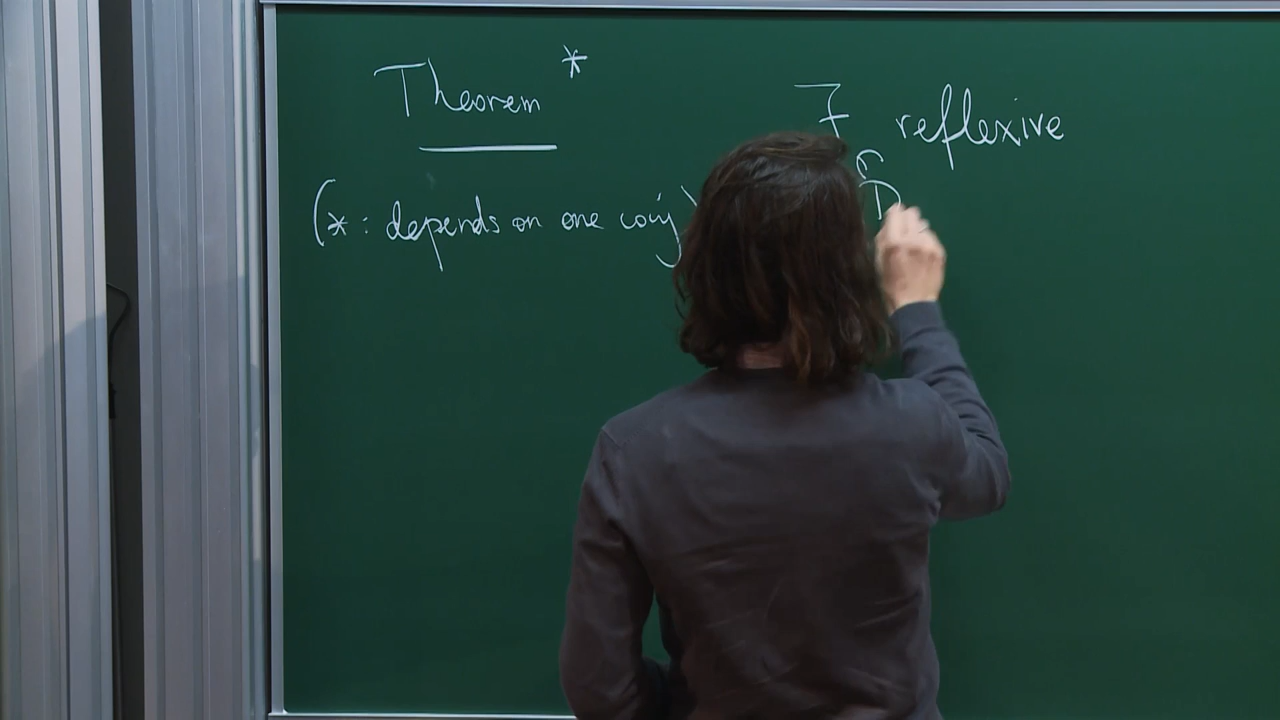 Theorem *
(* : depends on one conj)
F reflexive